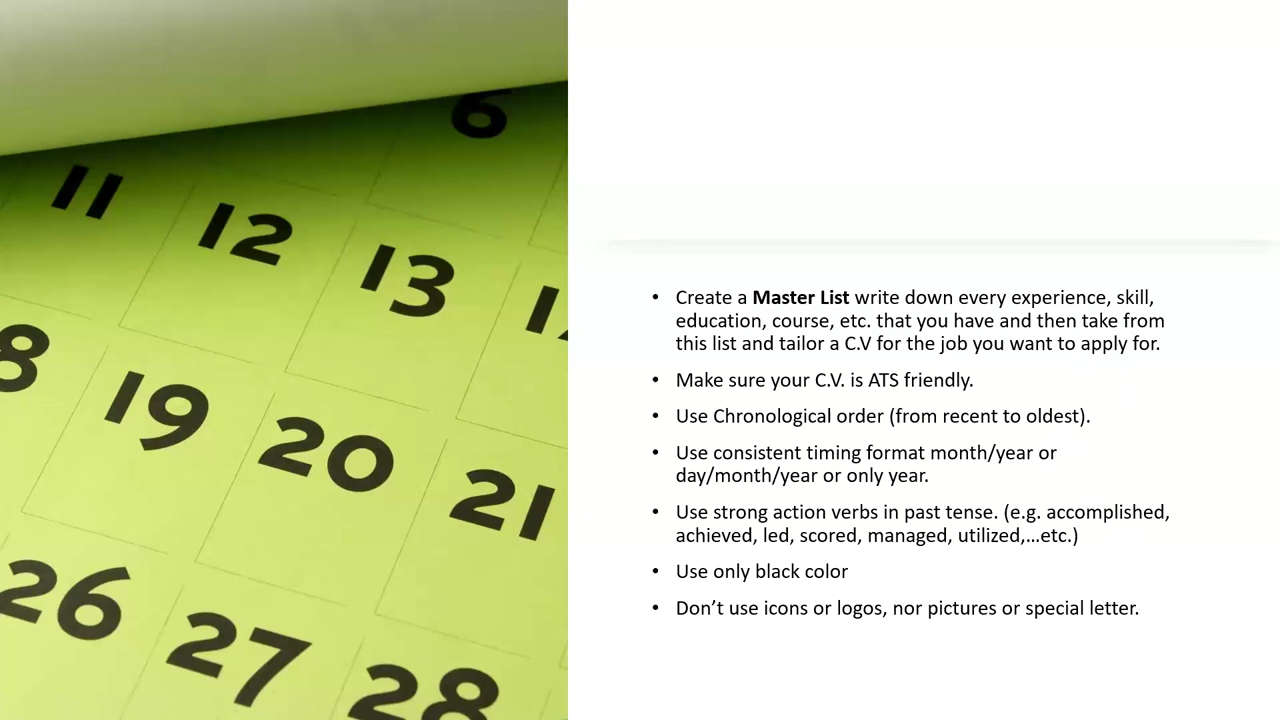 6
11 12 13
8 19 20 21
26 27 28
• Create a Master List write down every experience, skill,
education, course, etc. that you have and then take from
this list and tailor a C.V for the job you want to apply for.
• Make sure your C.V. is ATS friendly.
• Use Chronological order (from recent to oldest).
• Use consistent timing format month/year or
day/month/year or only year.
• Use strong action verbs in past tense. (e.g. accomplished,
achieved, led, scored, managed, utilized,...etc.)
• Use only black color
• Don’t use icons or logos, nor pictures or special letter.